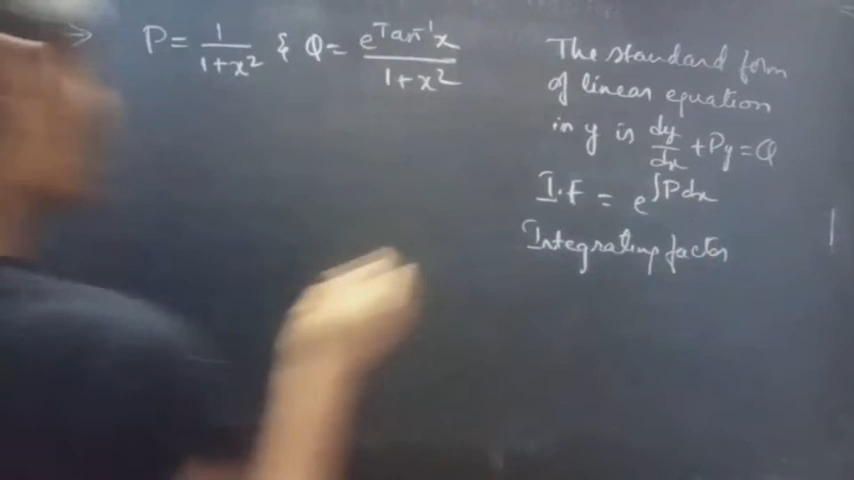 ⇒ P = 1/(1+x²) & Q = e^(Tan⁻¹x)/(1+x²)
The standard form
of linear equation
in y is dy/dx + Py = Q
I.F = e^(∫Pdx)
Integrating factor